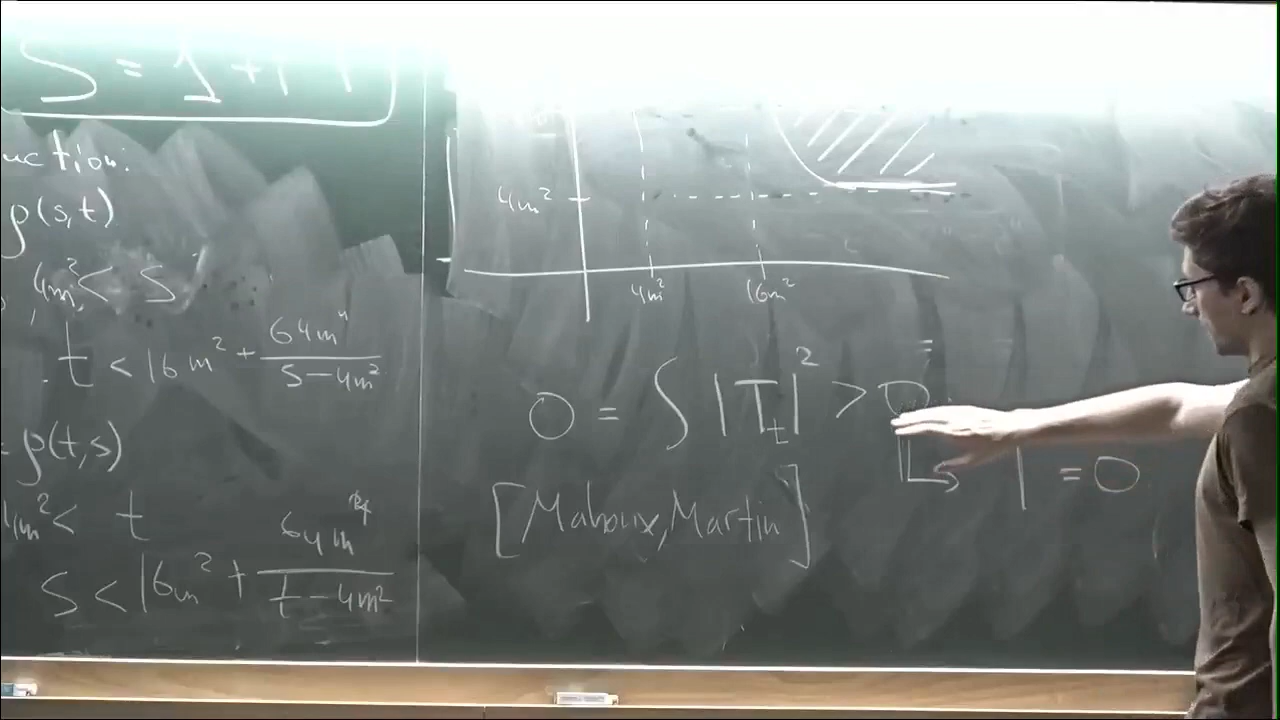 S = 1 + i T
uction:
ρ(s,t)
4m² < s
t < 16m² + 64m⁴/(s-4m²)
= ρ(t,s)
4m² < t
s < 16m² + 64m⁴/(t-4m²)
4m²
4m² 16m²
0 = ∫ |T_t|² > 0
= 0
[Mahoux, Martin]